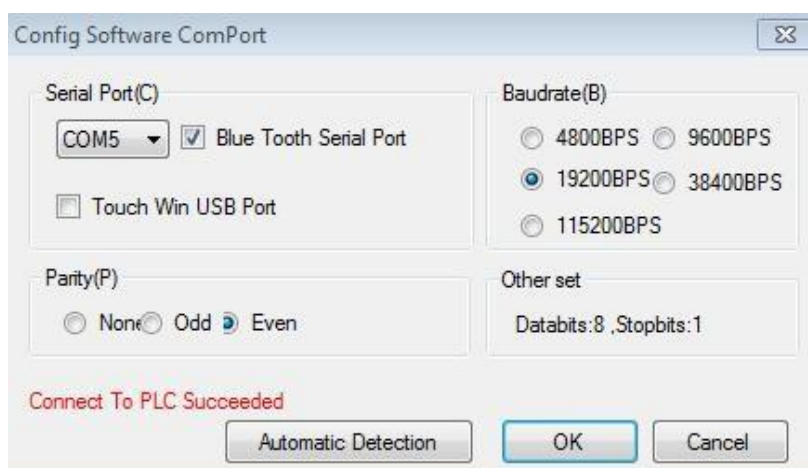 Config Software ComPort
Serial Port(C)
COM5
Blue Tooth Serial Port
Touch Win USB Port
Baudrate(B)
4800BPS 9600BPS
19200BPS 38400BPS
115200BPS
Parity(P)
None Odd Even
Other set
Databits:8 ,Stopbits:1
Connect To PLC Succeeded
Automatic Detection OK Cancel